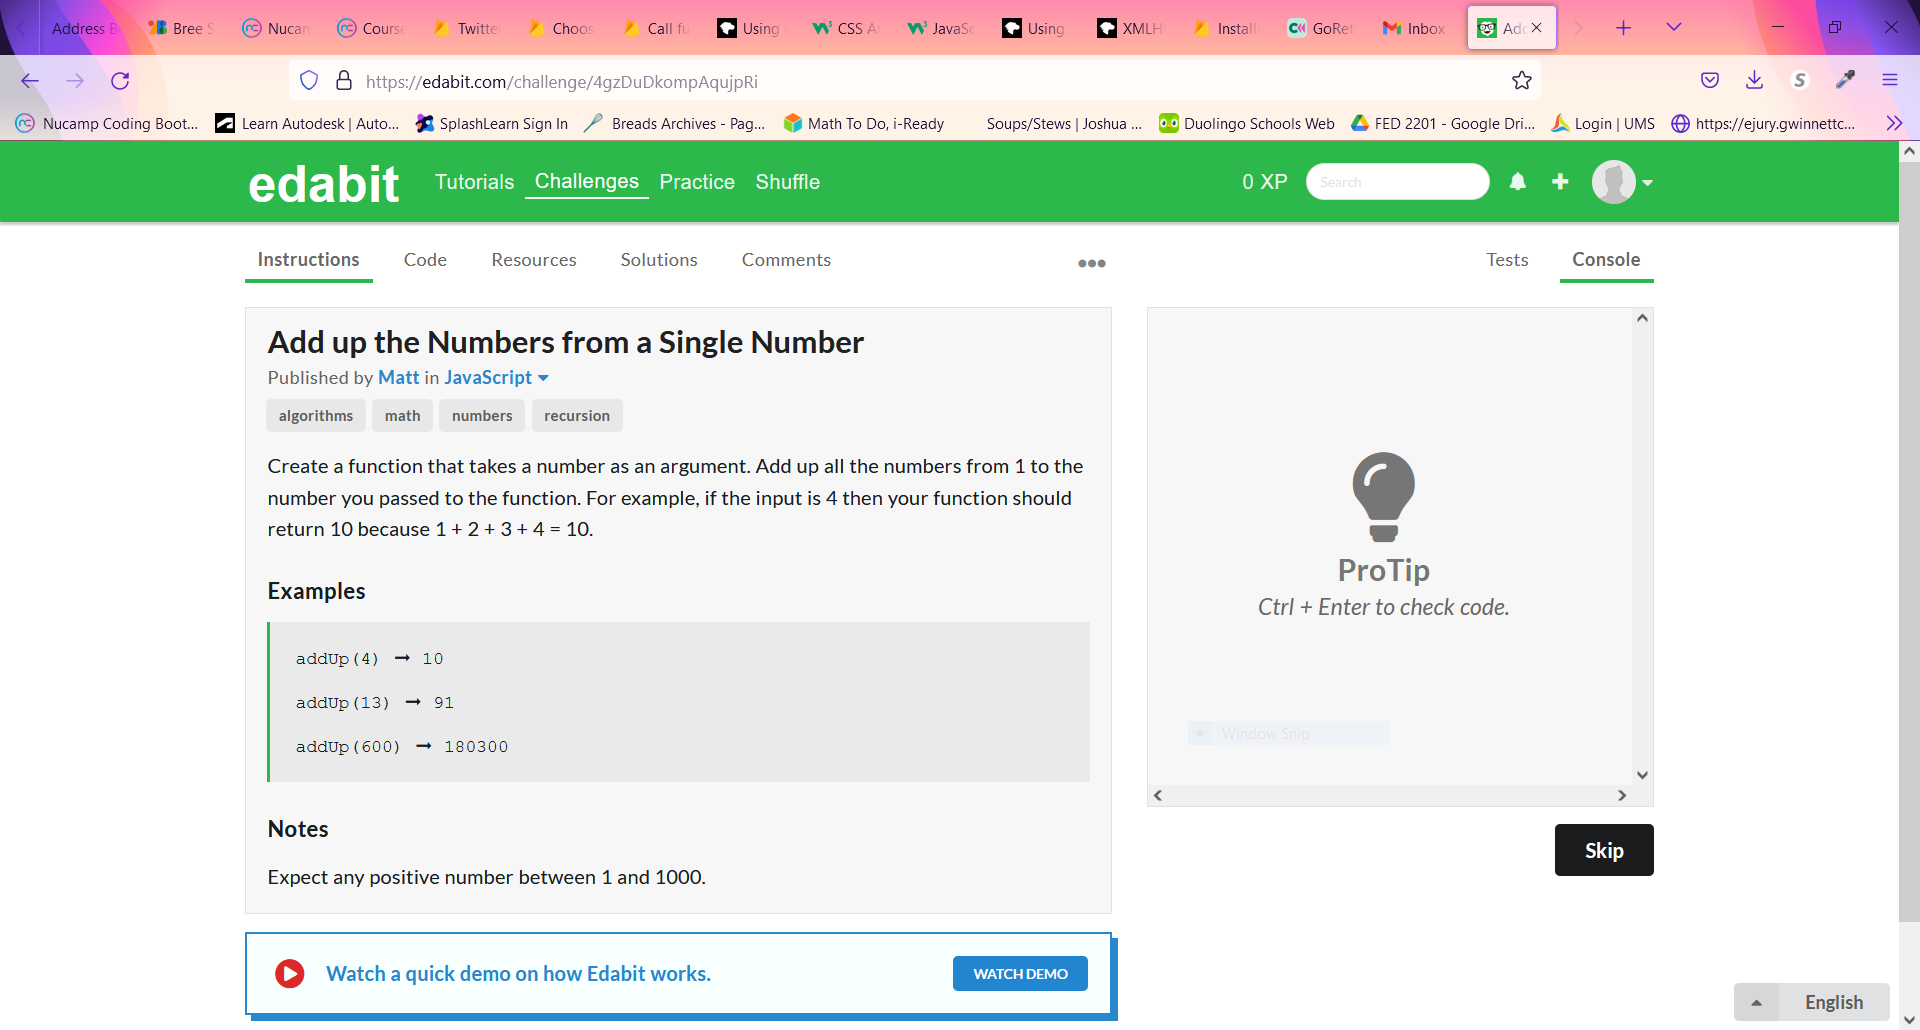 Address B Bree S Nucan Course Twitte Choos Call fu Using CSS A JavaSc Using XMLH Install GoRet Inbox Adc
https://edabit.com/challenge/4gzDuDkompAqujpRi
Nucamp Coding Boot... Learn Autodesk | Auto... SplashLearn Sign In Breads Archives - Pag... Math To Do, i-Ready Soups/Stews | Joshua ... Duolingo Schools Web FED 2201 - Google Dri... Login | UMS https://ejury.gwinnettc...
edabit Tutorials Challenges Practice Shuffle 0 XP Search
Instructions Code Resources Solutions Comments Tests Console
Add up the Numbers from a Single Number
Published by Matt in JavaScript
algorithms math numbers recursion
Create a function that takes a number as an argument. Add up all the numbers from 1 to the
number you passed to the function. For example, if the input is 4 then your function should
return 10 because 1 + 2 + 3 + 4 = 10.
Examples
addUp(4) ➞ 10
addUp(13) ➞ 91
addUp(600) ➞ 180300
Notes
Expect any positive number between 1 and 1000.
ProTip
Ctrl + Enter to check code.
Window Snip
Skip
Watch a quick demo on how Edabit works. WATCH DEMO
English